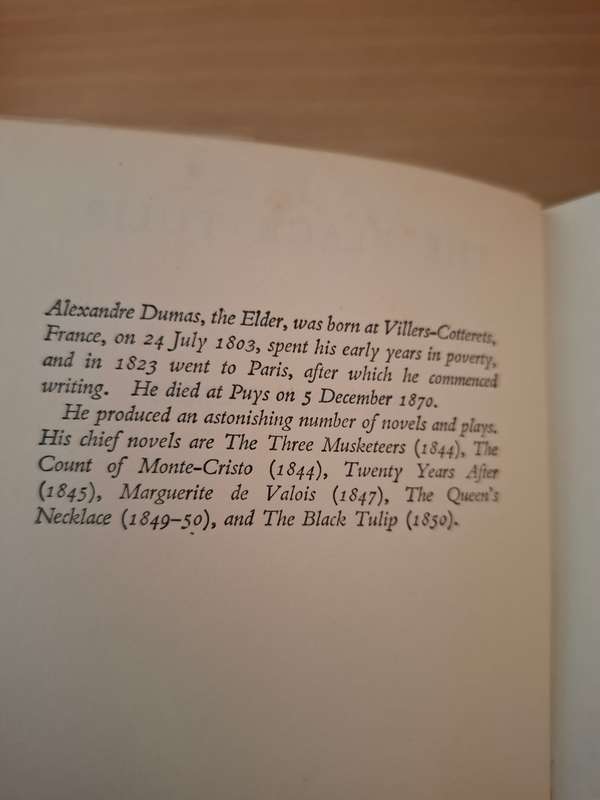 Alexandre Dumas, the Elder, was born at Villers-Cotterets,
France, on 24 July 1803, spent his early years in poverty,
and in 1823 went to Paris, after which he commenced
writing. He died at Puys on 5 December 1870.
He produced an astonishing number of novels and plays.
His chief novels are The Three Musketeers (1844), The
Count of Monte-Cristo (1844), Twenty Years After
(1845), Marguerite de Valois (1847), The Queen's
Necklace (1849–50), and The Black Tulip (1850).